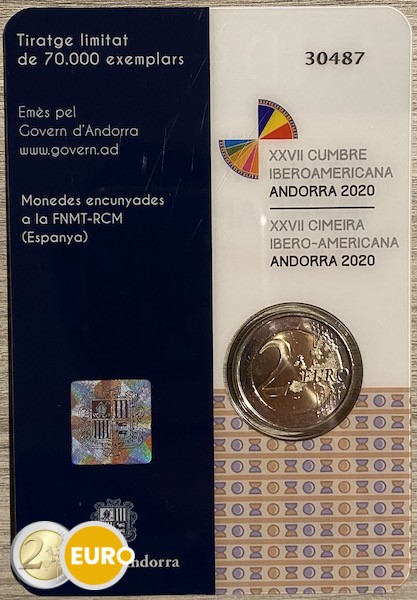 Tiratge limitat
de 70.000 exemplars
Emès pel
Govern d'Andorra
www.govern.ad
Monedes encunyades
a la FNMT-RCM
(Espanya)
30487
XXVII CUMBRE
IBEROAMERICANA
ANDORRA 2020
XXVII CIMEIRA
IBERO-AMERICANA
ANDORRA 2020
2 EURO
2 EURO
ndorra